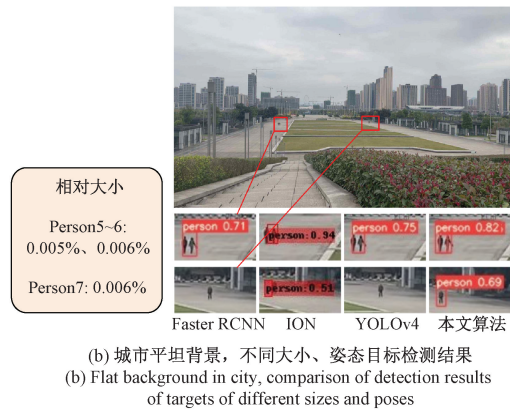 相对大小
Person5~6:
0.005%、0.006%
Person7: 0.006%
person 0.71
person:0.94
person 0.75
person 0.82
person:0.51
person 0.69
Faster RCNN
ION
YOLOv4
本文算法
(b) 城市平坦背景，不同大小、姿态目标检测结果
(b) Flat background in city, comparison of detection results
of targets of different sizes and poses